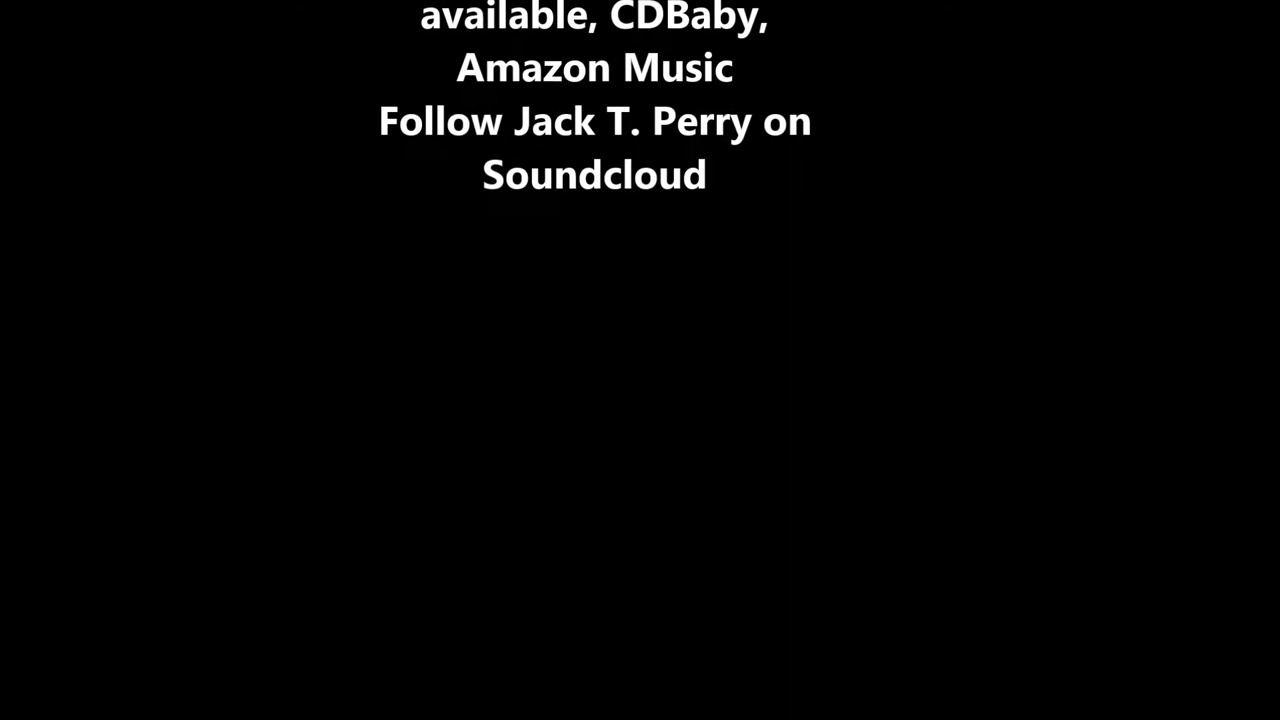 available, CDBaby,
Amazon Music
Follow Jack T. Perry on
Soundcloud